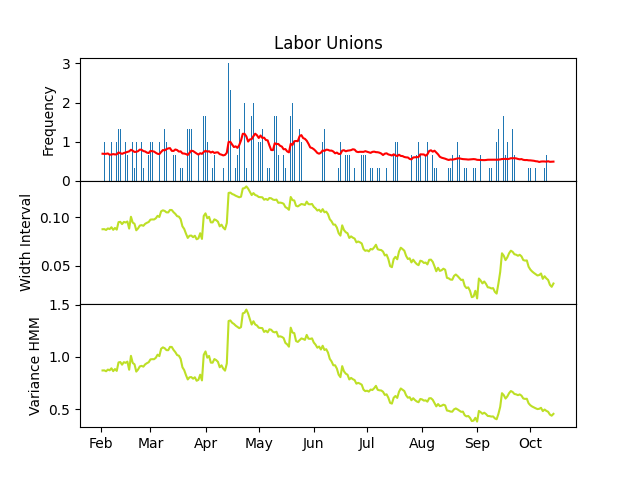 Labor Unions
Frequency
3
2
1
0
Width Interval
0.10
0.05
Variance HMM
1.5
1.0
0.5
Feb Mar Apr May Jun Jul Aug Sep Oct